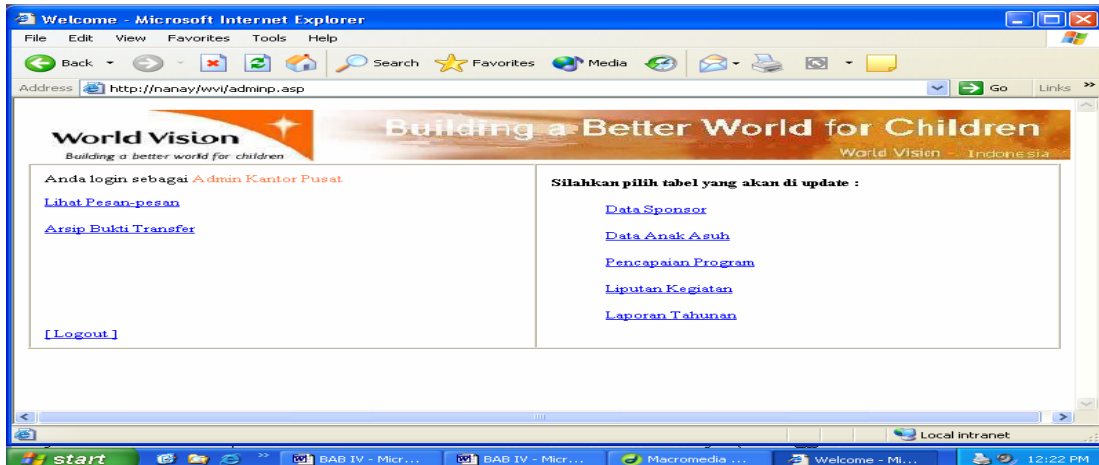 Welcome - Microsoft Internet Explorer
File Edit View Favorites Tools Help
Back Search Favorites Media
Address http://nanay/wvi/adminp.asp Go Links »
World Vision
Building a better world for children
Building a Better World for Children
World Vision - Indonesia
Anda login sebagai Admin Kantor Pusat
Lihat Pesan-pesan
Arsip Bukti Transfer
[ Logout ]
Silahkan pilih tabel yang akan di update :
Data Sponsor
Data Anak Asuh
Pencapaian Program
Liputan Kegiatan
Laporan Tahunan
Local intranet
start » BAB IV - Micr... BAB IV - Micr... Macromedia ... Welcome - Mi... 12:22 PM